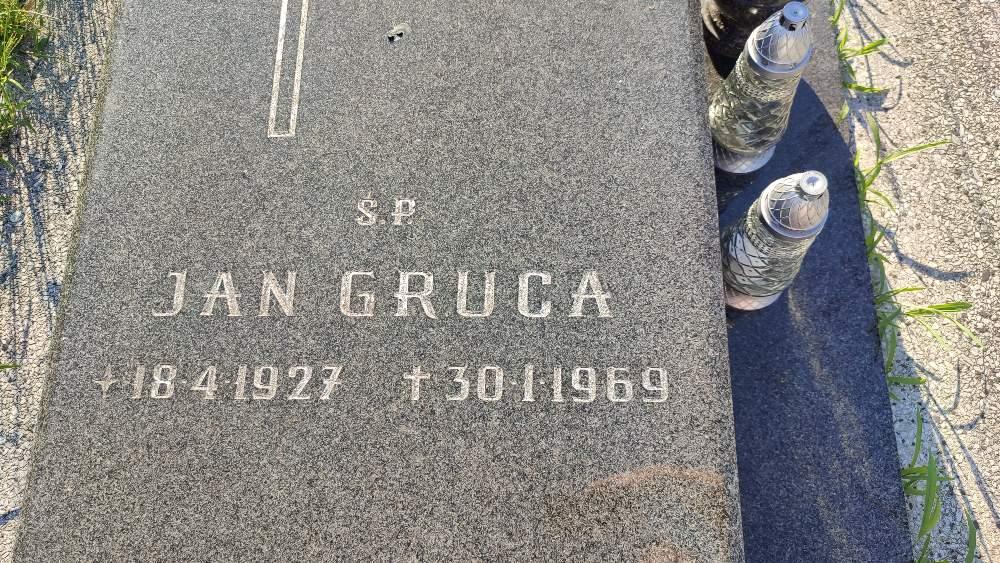 Ś.P.
JAN GRUCA
+18·4·1927 †30·1·1969